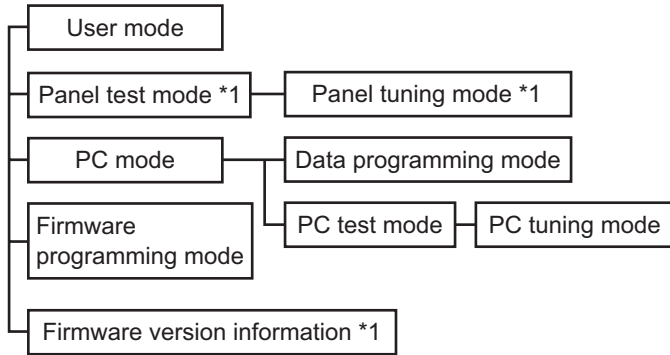 User mode
Panel test mode *1
Panel tuning mode *1
PC mode
Data programming mode
PC test mode
PC tuning mode
Firmware
programming mode
Firmware version information *1